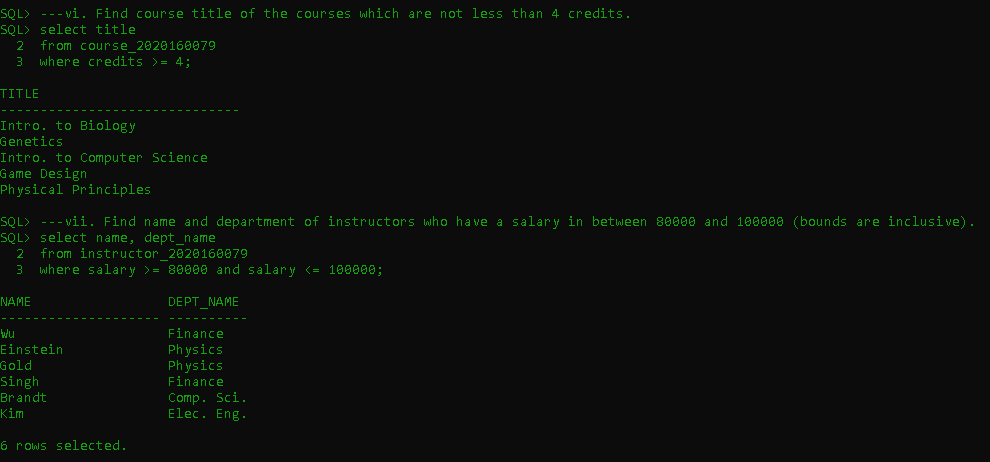 SQL> ---vi. Find course title of the courses which are not less than 4 credits.
SQL> select title
  2  from course_2020160079
  3  where credits >= 4;
TITLE
------------------------------
Intro. to Biology
Genetics
Intro. to Computer Science
Game Design
Physical Principles
SQL> ---vii. Find name and department of instructors who have a salary in between 80000 and 100000 (bounds are inclusive).
SQL> select name, dept_name
  2  from instructor_2020160079
  3  where salary >= 80000 and salary <= 100000;
NAME                 DEPT_NAME
-------------------- ----------
Wu                   Finance
Einstein             Physics
Gold                 Physics
Singh                Finance
Brandt               Comp. Sci.
Kim                  Elec. Eng.
6 rows selected.